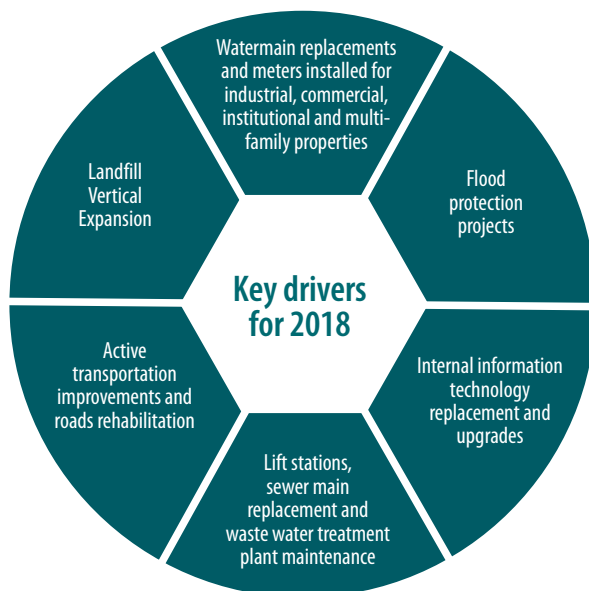 Watermain replacements
and meters installed for
industrial, commercial,
institutional and multi-
family properties
Flood
protection
projects
Internal information
technology
replacement and
upgrades
Lift stations,
sewer main
replacement and
waste water treatment
plant maintenance
Active
transportation
improvements and
roads rehabilitation
Landfill
Vertical
Expansion
Key drivers
for 2018